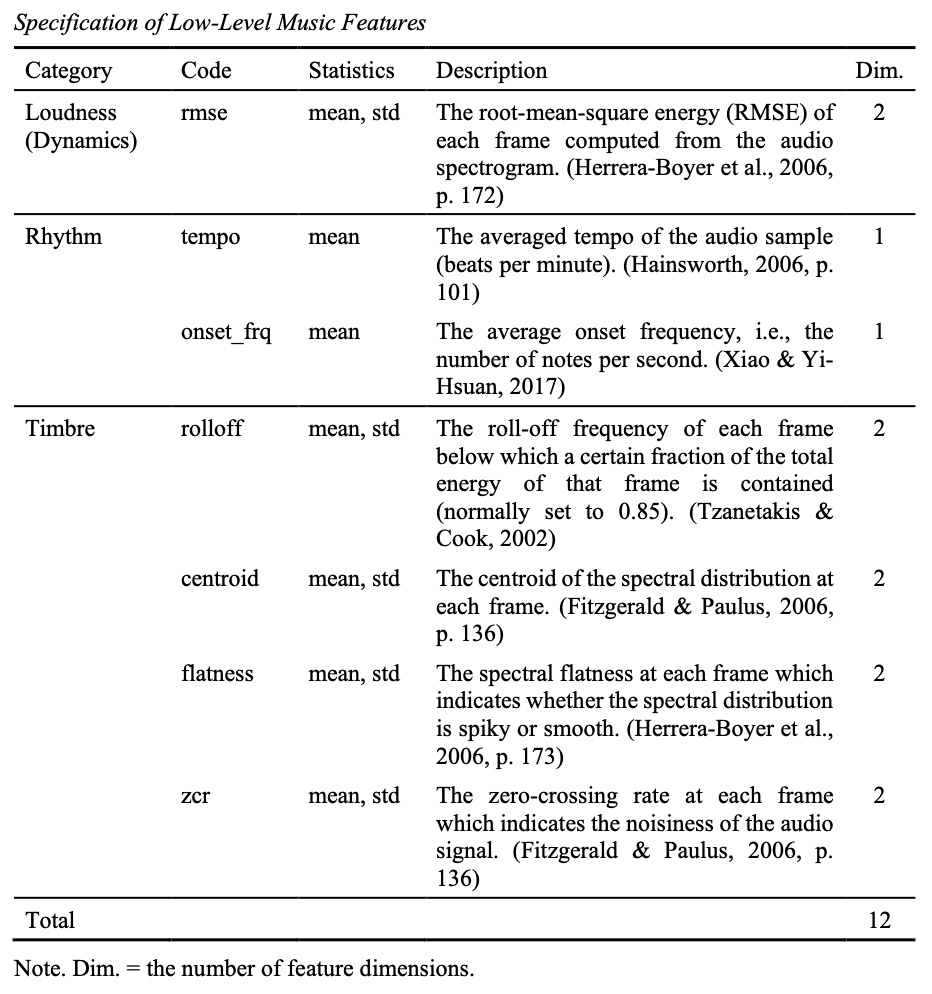 Specification of Low-Level Music Features
Category Code Statistics Description Dim.
Loudness rmse mean, std The root-mean-square energy (RMSE) of 2
(Dynamics) each frame computed from the audio
spectrogram. (Herrera-Boyer et al., 2006,
p. 172)
Rhythm tempo mean The averaged tempo of the audio sample 1
(beats per minute). (Hainsworth, 2006, p.
101)
onset_frq mean The average onset frequency, i.e., the 1
number of notes per second. (Xiao & Yi-
Hsuan, 2017)
Timbre rolloff mean, std The roll-off frequency of each frame 2
below which a certain fraction of the total
energy of that frame is contained
(normally set to 0.85). (Tzanetakis &
Cook, 2002)
centroid mean, std The centroid of the spectral distribution at 2
each frame. (Fitzgerald & Paulus, 2006,
p. 136)
flatness mean, std The spectral flatness at each frame which 2
indicates whether the spectral distribution
is spiky or smooth. (Herrera-Boyer et al.,
2006, p. 173)
zcr mean, std The zero-crossing rate at each frame 2
which indicates the noisiness of the audio
signal. (Fitzgerald & Paulus, 2006, p.
136)
Total 12
Note. Dim. = the number of feature dimensions.